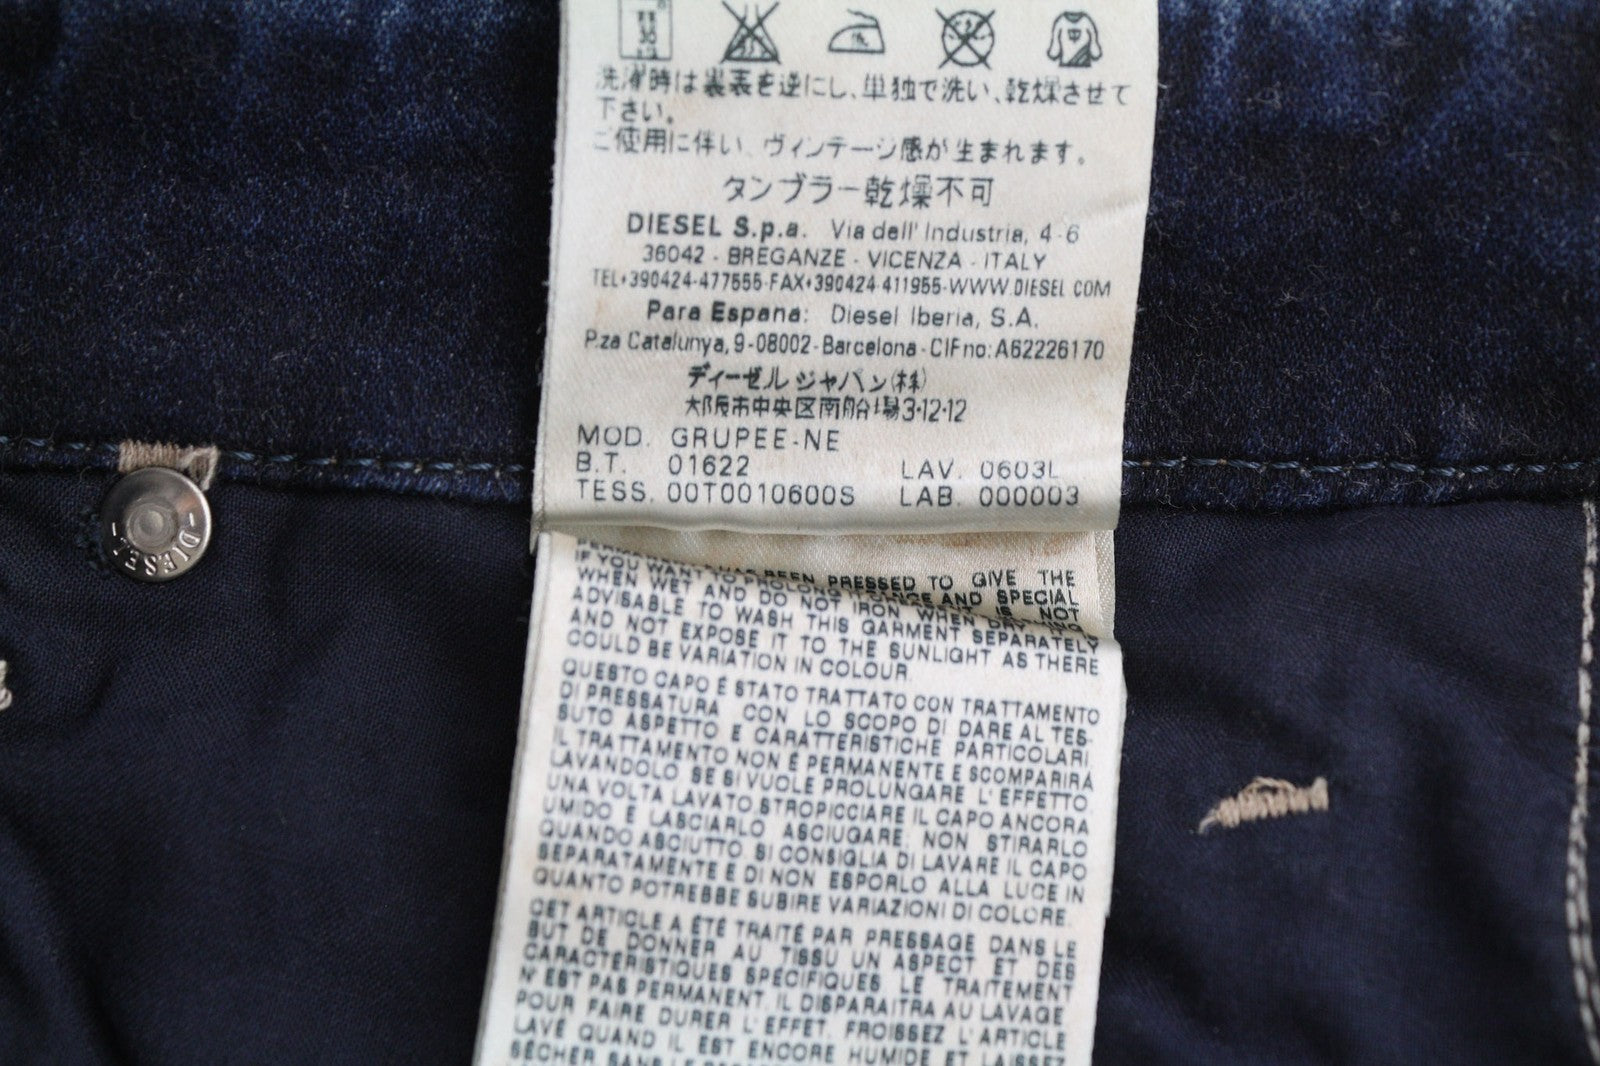 洗濯時は裏表を逆にし、単独で洗い、乾燥させて
下さい。
ご使用に伴い、ヴィンテージ感が生まれます。
タンブラー乾燥不可
DIESEL S.p.a. Via dell' Industria, 4-6
36042 - BREGANZE - VICENZA - ITALY
TEL+390424-477555-FAX+390424-411955-WWW.DIESEL.COM
Para Espana: Diesel Iberia, S.A.
P.za Catalunya, 9-08002-Barcelona-CIF no: A62226170
ディーゼル ジャパン(株)
大阪市中央区南船場3-12-12
MOD. GRUPEE-NE
B.T. 01622 LAV. 0603L
TESS. 00T0010600S LAB. 000003
-DIESEL-
BEEN PRESSED TO GIVE THE
AND SPECIAL
IS NOT
IF YOU WANT TO PROLONG
WHEN WET AND DO NOT IRON WHEN DRY.
ADVISABLE TO WASH THIS GARMENT SEPARATELY
AND NOT EXPOSE IT TO THE SUNLIGHT AS THERE
COULD BE VARIATION IN COLOUR.
QUESTO CAPO É STATO TRATTATO CON TRATTAMENTO
DI PRESSATURA CON LO SCOPO DI DARE AL TES-
SUTO ASPETTO E CARATTERISTICHE PARTICOLARI.
IL TRATTAMENTO NON É PERMANENTE E SCOMPARIRÁ
LAVANDOLO SE SI VUOLE PROLUNGARE L'EFFETTO
UNA VOLTA LAVATO STROPICCIARE IL CAPO ANCORA
UMIDO E LASCIARLO ASCIUGARE. NON STIRARLO
QUANDO ASCIUTTO SI CONSIGLIA DI LAVARE IL CAPO
SEPARATAMENTE E DI NON ESPORLO ALLA LUCE IN
QUANTO POTREBBE SUBIRE VARIAZIONI DI COLORE.
CET ARTICLE A ÉTÉ TRAITÉ PAR PRESSAGE DANS LE
BUT DE DONNER AU TISSU UN ASPECT ET DES
CARACTÉRISTIQUES SPÉCIFIQUES LE TRAITEMENT
N'EST PAS PERMANENT, IL DISPARAITRA AU LAVAGE
POUR FAIRE DURER L'EFFET, FROISSEZ L'ARTICLE
LAVÉ QUAND IL EST ENCORE HUMIDE ET LAISSEZ
SÉCHER SANS LE